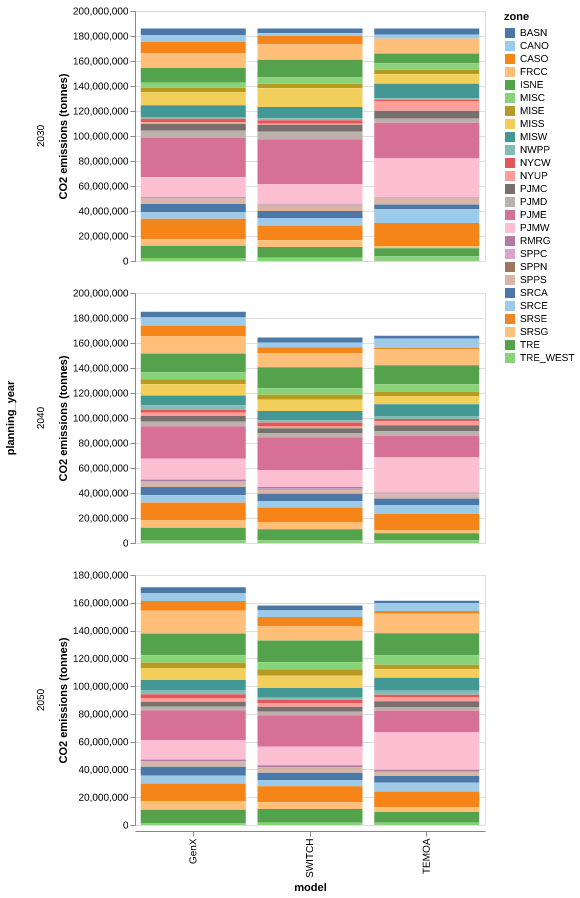 zone
BASN
CANO
CASO
FRCC
ISNE
MISC
MISE
MISS
MISW
NWPP
NYCW
NYUP
PJMC
PJMD
PJME
PJMW
RMRG
SPPC
SPPN
SPPS
SRCA
SRCE
SRSE
SRSG
TRE
TRE_WEST
planning_year
2030
CO2 emissions (tonnes)
200,000,000
180,000,000
160,000,000
140,000,000
120,000,000
100,000,000
80,000,000
60,000,000
40,000,000
20,000,000
0
2040
CO2 emissions (tonnes)
200,000,000
180,000,000
160,000,000
140,000,000
120,000,000
100,000,000
80,000,000
60,000,000
40,000,000
20,000,000
0
2050
CO2 emissions (tonnes)
180,000,000
160,000,000
140,000,000
120,000,000
100,000,000
80,000,000
60,000,000
40,000,000
20,000,000
0
GenX
SWITCH
TEMOA
model